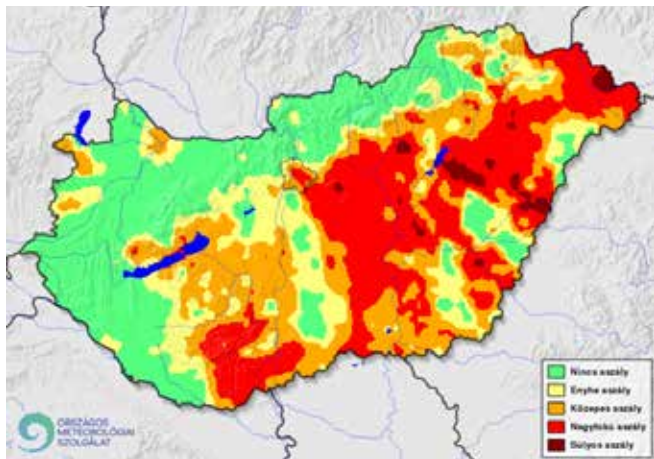 Nincs aszály
Enyhe aszály
Közepes aszály
Nagyfokú aszály
Súlyos aszály
ORSZÁGOS
METEOROLÓGIAI
SZOLGÁLAT